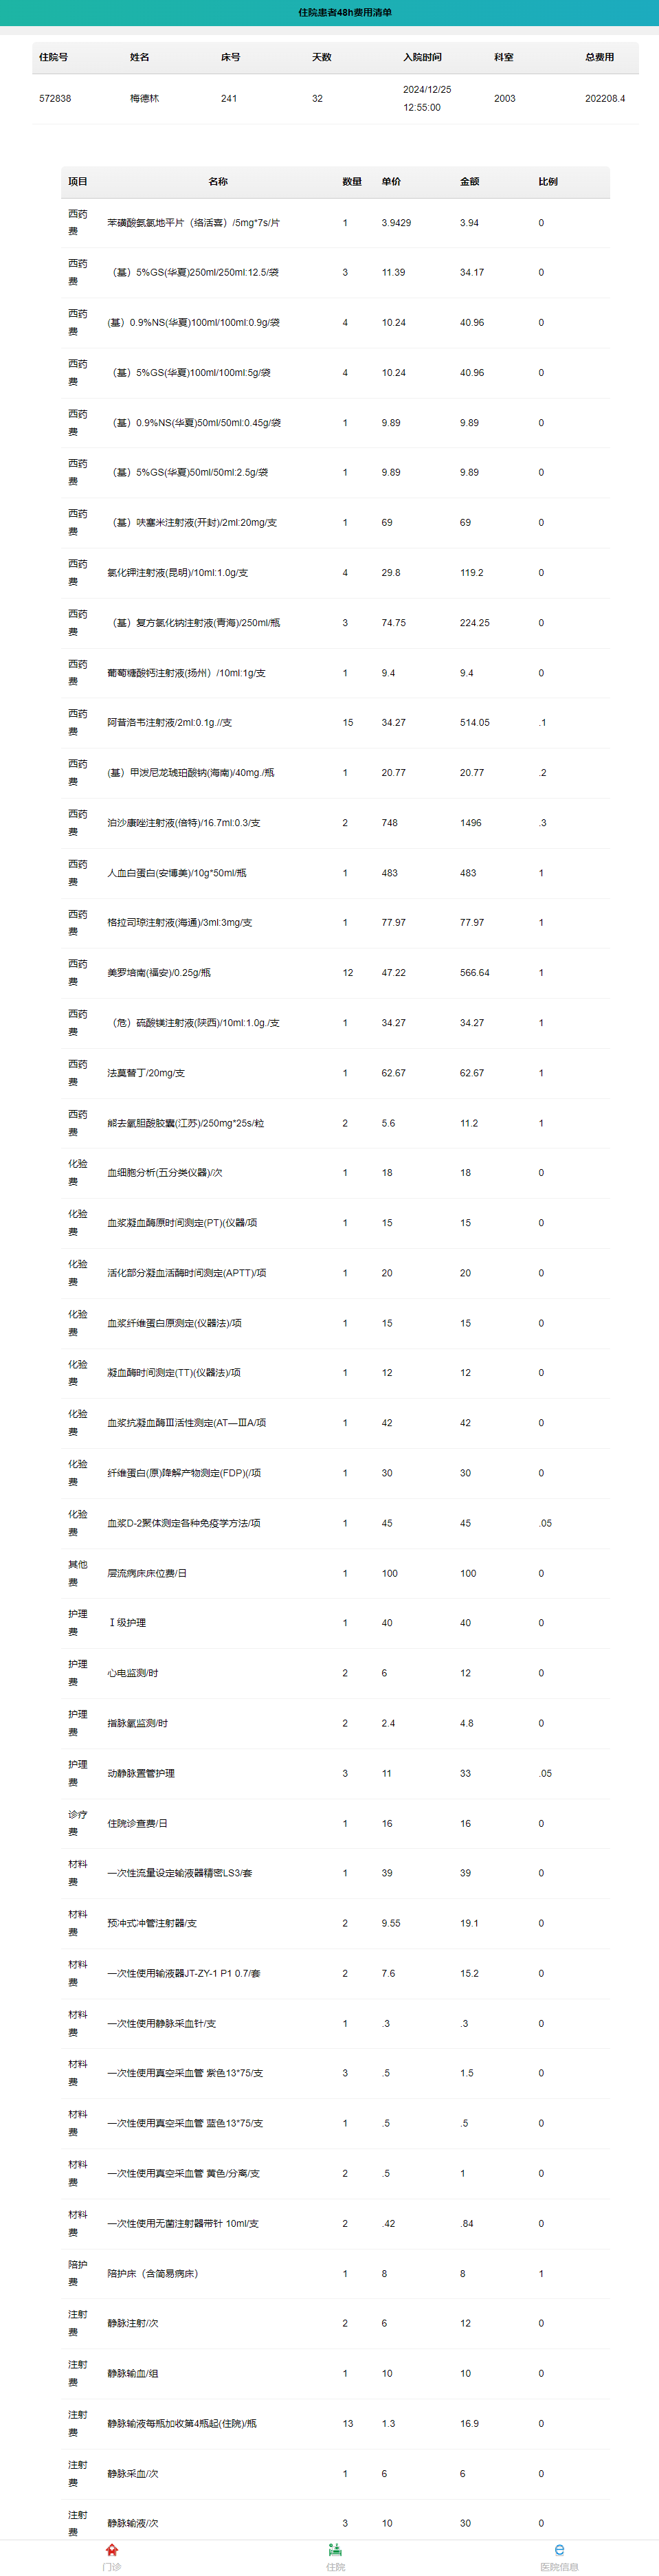 住院患者48h费用清单
住院号 姓名 床号 天数 入院时间 科室 总费用
572838 梅德林 241 32 2024/12/25 12:55:00 2003 202208.4
项目 名称 数量 单价 金额 比例
西药费 苯磺酸氨氯地平片（络活喜）/5mg*7s/片 1 3.9429 3.94 0
西药费 （基）5%GS(华夏)250ml/250ml:12.5/袋 3 11.39 34.17 0
西药费 (基）0.9%NS(华夏)100ml/100ml:0.9g/袋 4 10.24 40.96 0
西药费 （基）5%GS(华夏)100ml/100ml:5g/袋 4 10.24 40.96 0
西药费 （基）0.9%NS(华夏)50ml/50ml:0.45g/袋 1 9.89 9.89 0
西药费 （基）5%GS(华夏)50ml/50ml:2.5g/袋 1 9.89 9.89 0
西药费 （基）呋塞米注射液(开封)/2ml:20mg/支 1 69 69 0
西药费 氯化钾注射液(昆明)/10ml:1.0g/支 4 29.8 119.2 0
西药费 （基）复方氯化钠注射液(青海)/250ml/瓶 3 74.75 224.25 0
西药费 葡萄糖酸钙注射液(扬州）/10ml:1g/支 1 9.4 9.4 0
西药费 阿昔洛韦注射液/2ml:0.1g.//支 15 34.27 514.05 .1
西药费 (基）甲泼尼龙琥珀酸钠(海南)/40mg./瓶 1 20.77 20.77 .2
西药费 泊沙康唑注射液(倍特)/16.7ml:0.3/支 2 748 1496 .3
西药费 人血白蛋白(安博美)/10g*50ml/瓶 1 483 483 1
西药费 格拉司琼注射液(海通)/3ml:3mg/支 1 77.97 77.97 1
西药费 美罗培南(福安)/0.25g/瓶 12 47.22 566.64 1
西药费 （危）硫酸镁注射液(陕西)/10ml:1.0g./支 1 34.27 34.27 1
西药费 法莫替丁/20mg/支 1 62.67 62.67 1
西药费 熊去氧胆酸胶囊(江苏)/250mg*25s/粒 2 5.6 11.2 1
化验费 血细胞分析(五分类仪器)/次 1 18 18 0
化验费 血浆凝血酶原时间测定(PT)(仪器/项 1 15 15 0
化验费 活化部分凝血活酶时间测定(APTT)/项 1 20 20 0
化验费 血浆纤维蛋白原测定(仪器法)/项 1 15 15 0
化验费 凝血酶时间测定(TT)(仪器法)/项 1 12 12 0
化验费 血浆抗凝血酶Ⅲ活性测定(AT—ⅢA/项 1 42 42 0
化验费 纤维蛋白(原)降解产物测定(FDP)(/项 1 30 30 0
化验费 血浆D-2聚体测定各种免疫学方法/项 1 45 45 .05
其他费 层流病床床位费/日 1 100 100 0
护理费 Ⅰ级护理 1 40 40 0
护理费 心电监测/时 2 6 12 0
护理费 指脉氧监测/时 2 2.4 4.8 0
护理费 动静脉置管护理 3 11 33 .05
诊疗费 住院诊查费/日 1 16 16 0
材料费 一次性流量设定输液器精密LS3/套 1 39 39 0
材料费 预冲式冲管注射器/支 2 9.55 19.1 0
材料费 一次性使用输液器JT-ZY-1 P1 0.7/套 2 7.6 15.2 0
材料费 一次性使用静脉采血针/支 1 .3 .3 0
材料费 一次性使用真空采血管 紫色13*75/支 3 .5 1.5 0
材料费 一次性使用真空采血管 蓝色13*75/支 1 .5 .5 0
材料费 一次性使用真空采血管 黄色/分离/支 2 .5 1 0
材料费 一次性使用无菌注射器带针 10ml/支 2 .42 .84 0
陪护费 陪护床（含简易病床） 1 8 8 1
注射费 静脉注射/次 2 6 12 0
注射费 静脉输血/组 1 10 10 0
注射费 静脉输液每瓶加收第4瓶起(住院)/瓶 13 1.3 16.9 0
注射费 静脉采血/次 1 6 6 0
注射费 静脉输液/次 3 10 30 0
门诊 住院 医院信息